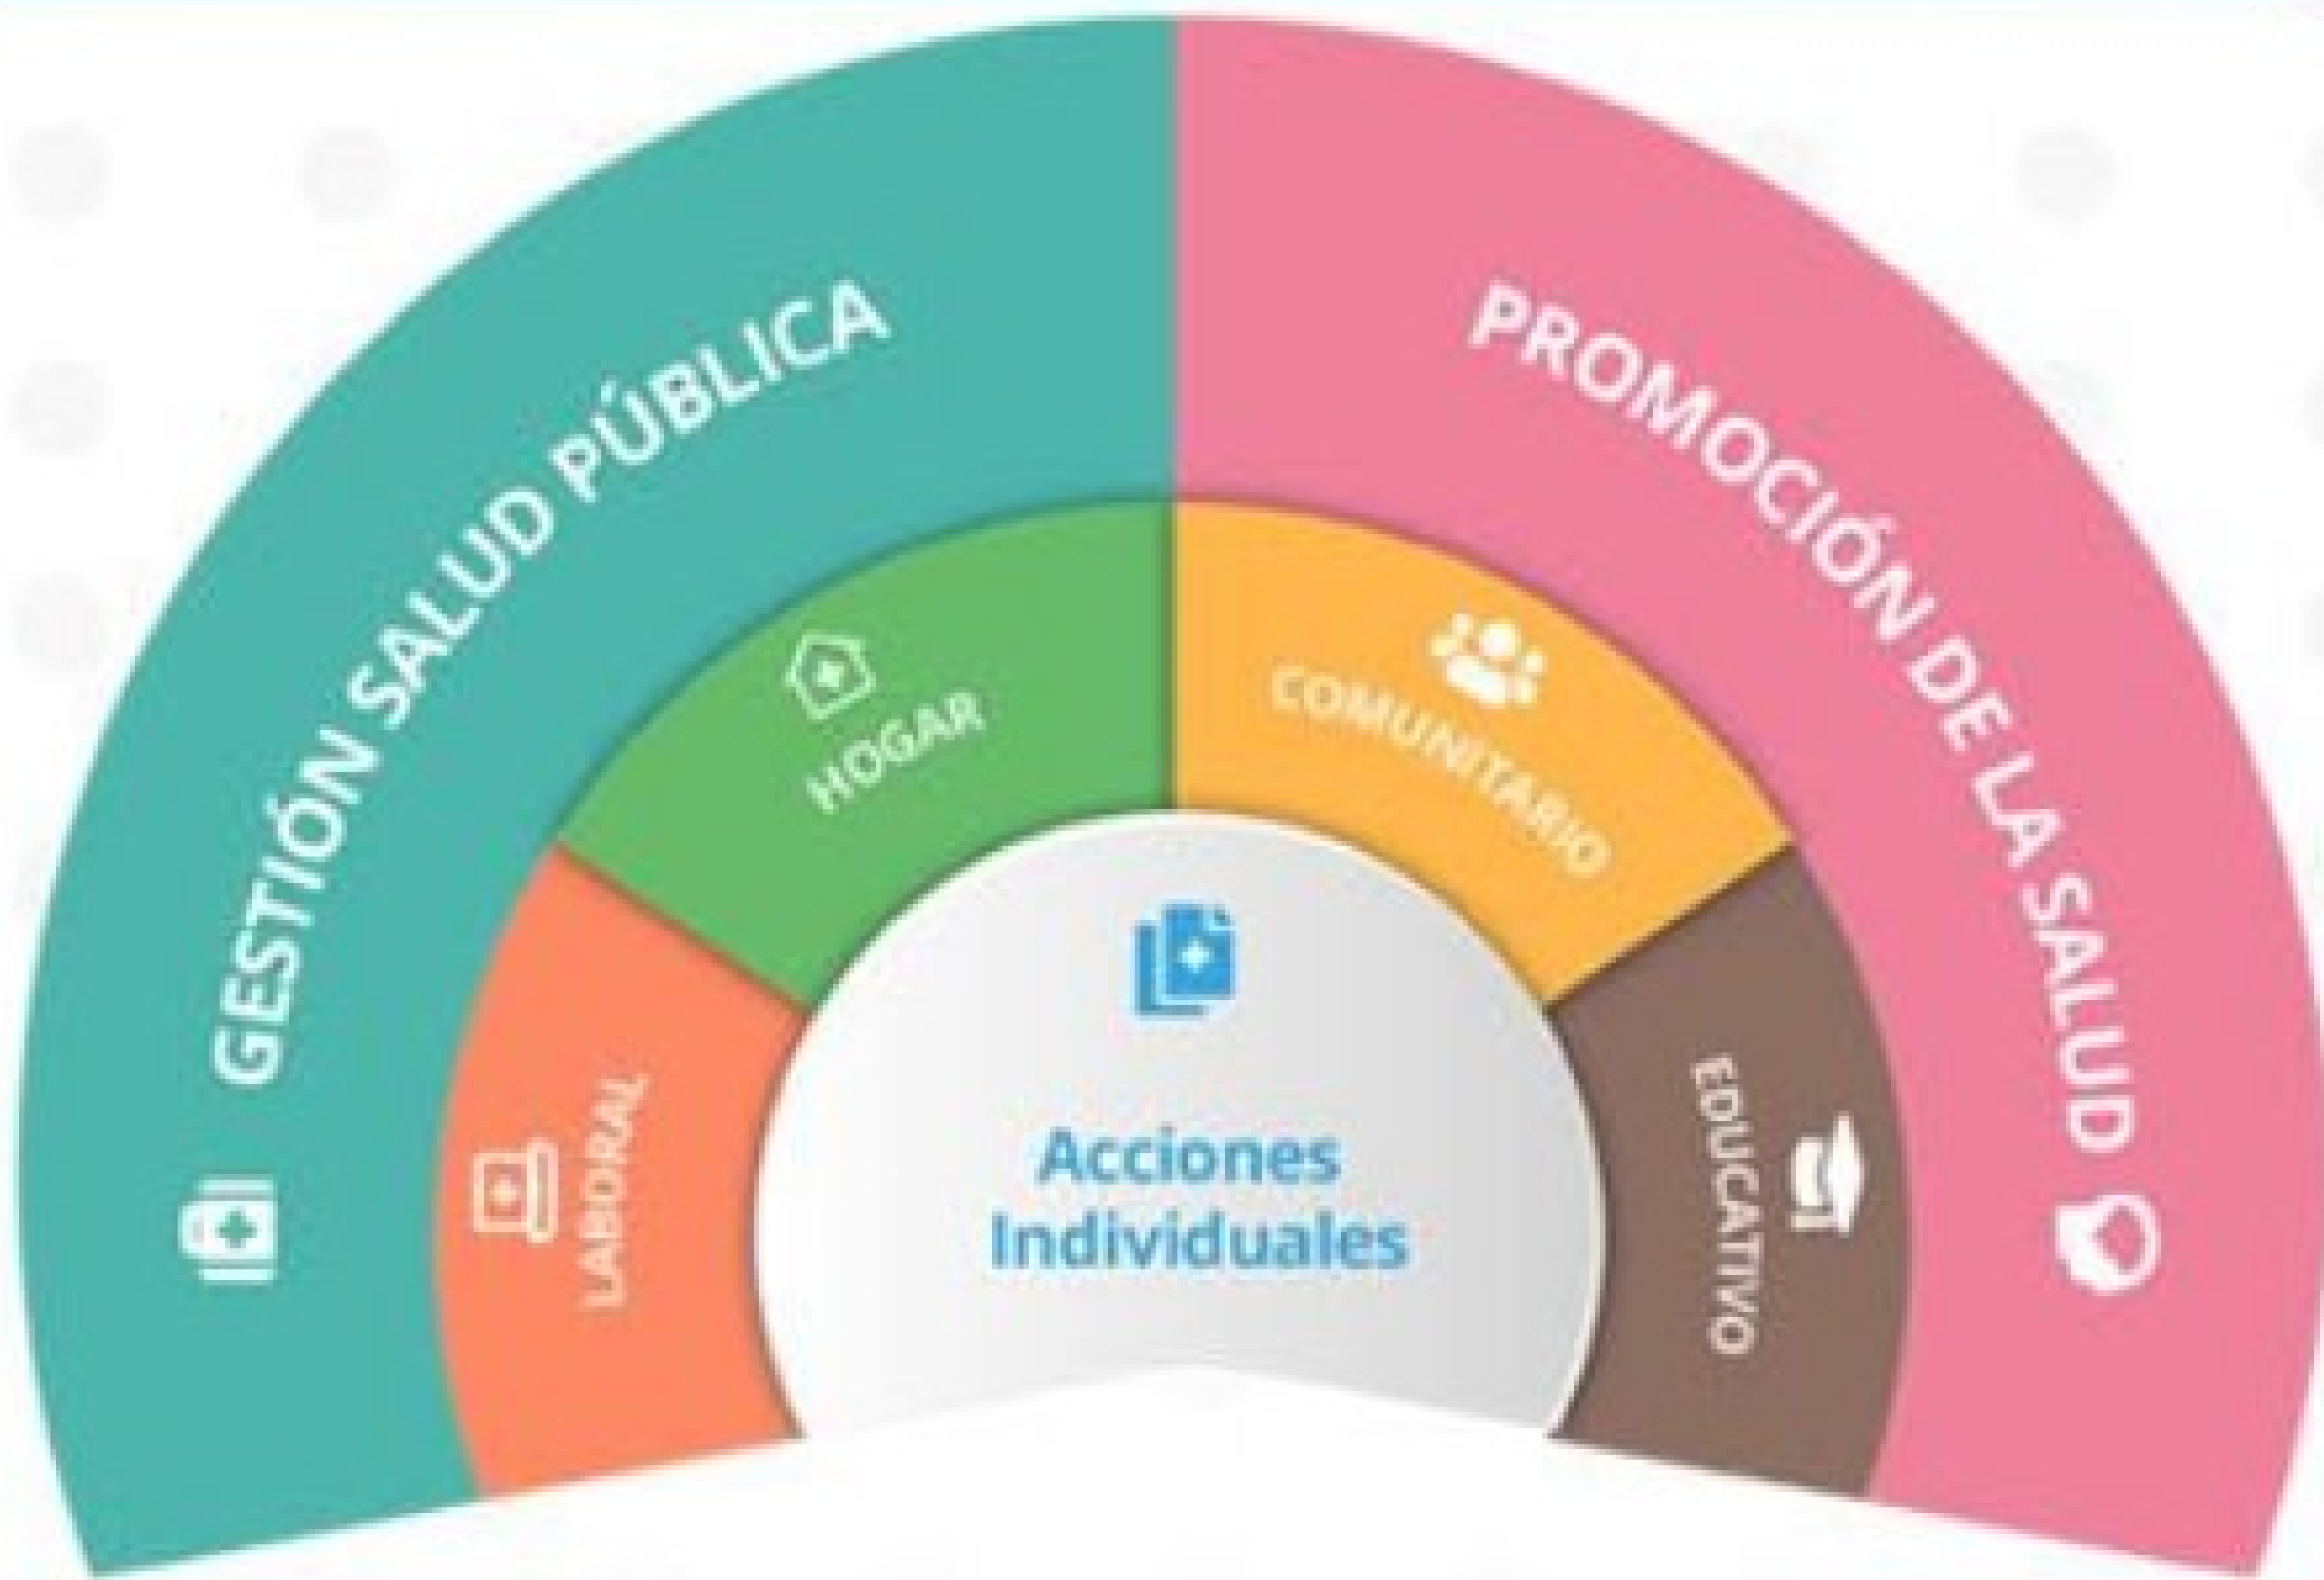 GESTIÓN SALUD PÚBLICA
PROMOCIÓN DE LA SALUD
HOGAR
COMUNITARIO
LABORAL
EDUCATIVO
Acciones
Individuales